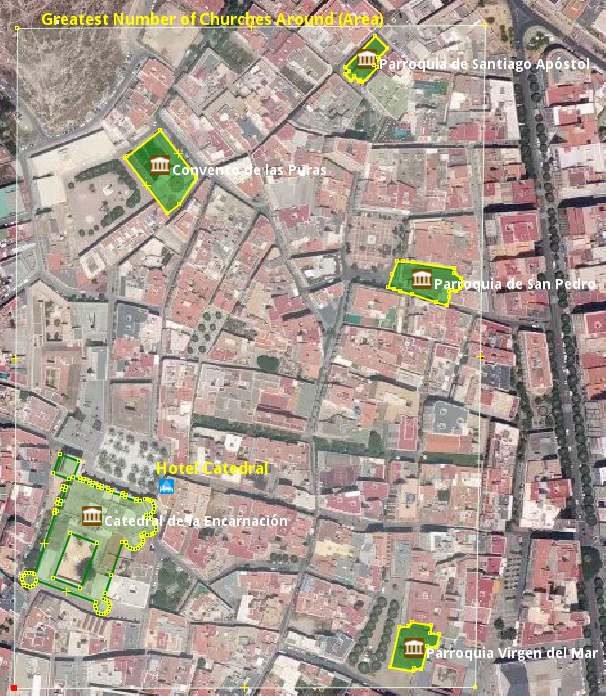 Greatest Number of Churches Around (Area)
Parroquia de Santiago Apóstol
Convento de las Puras
Parroquia de San Pedro
Hotel Catedral
Catedral de la Encarnación
Parroquia Virgen del Mar